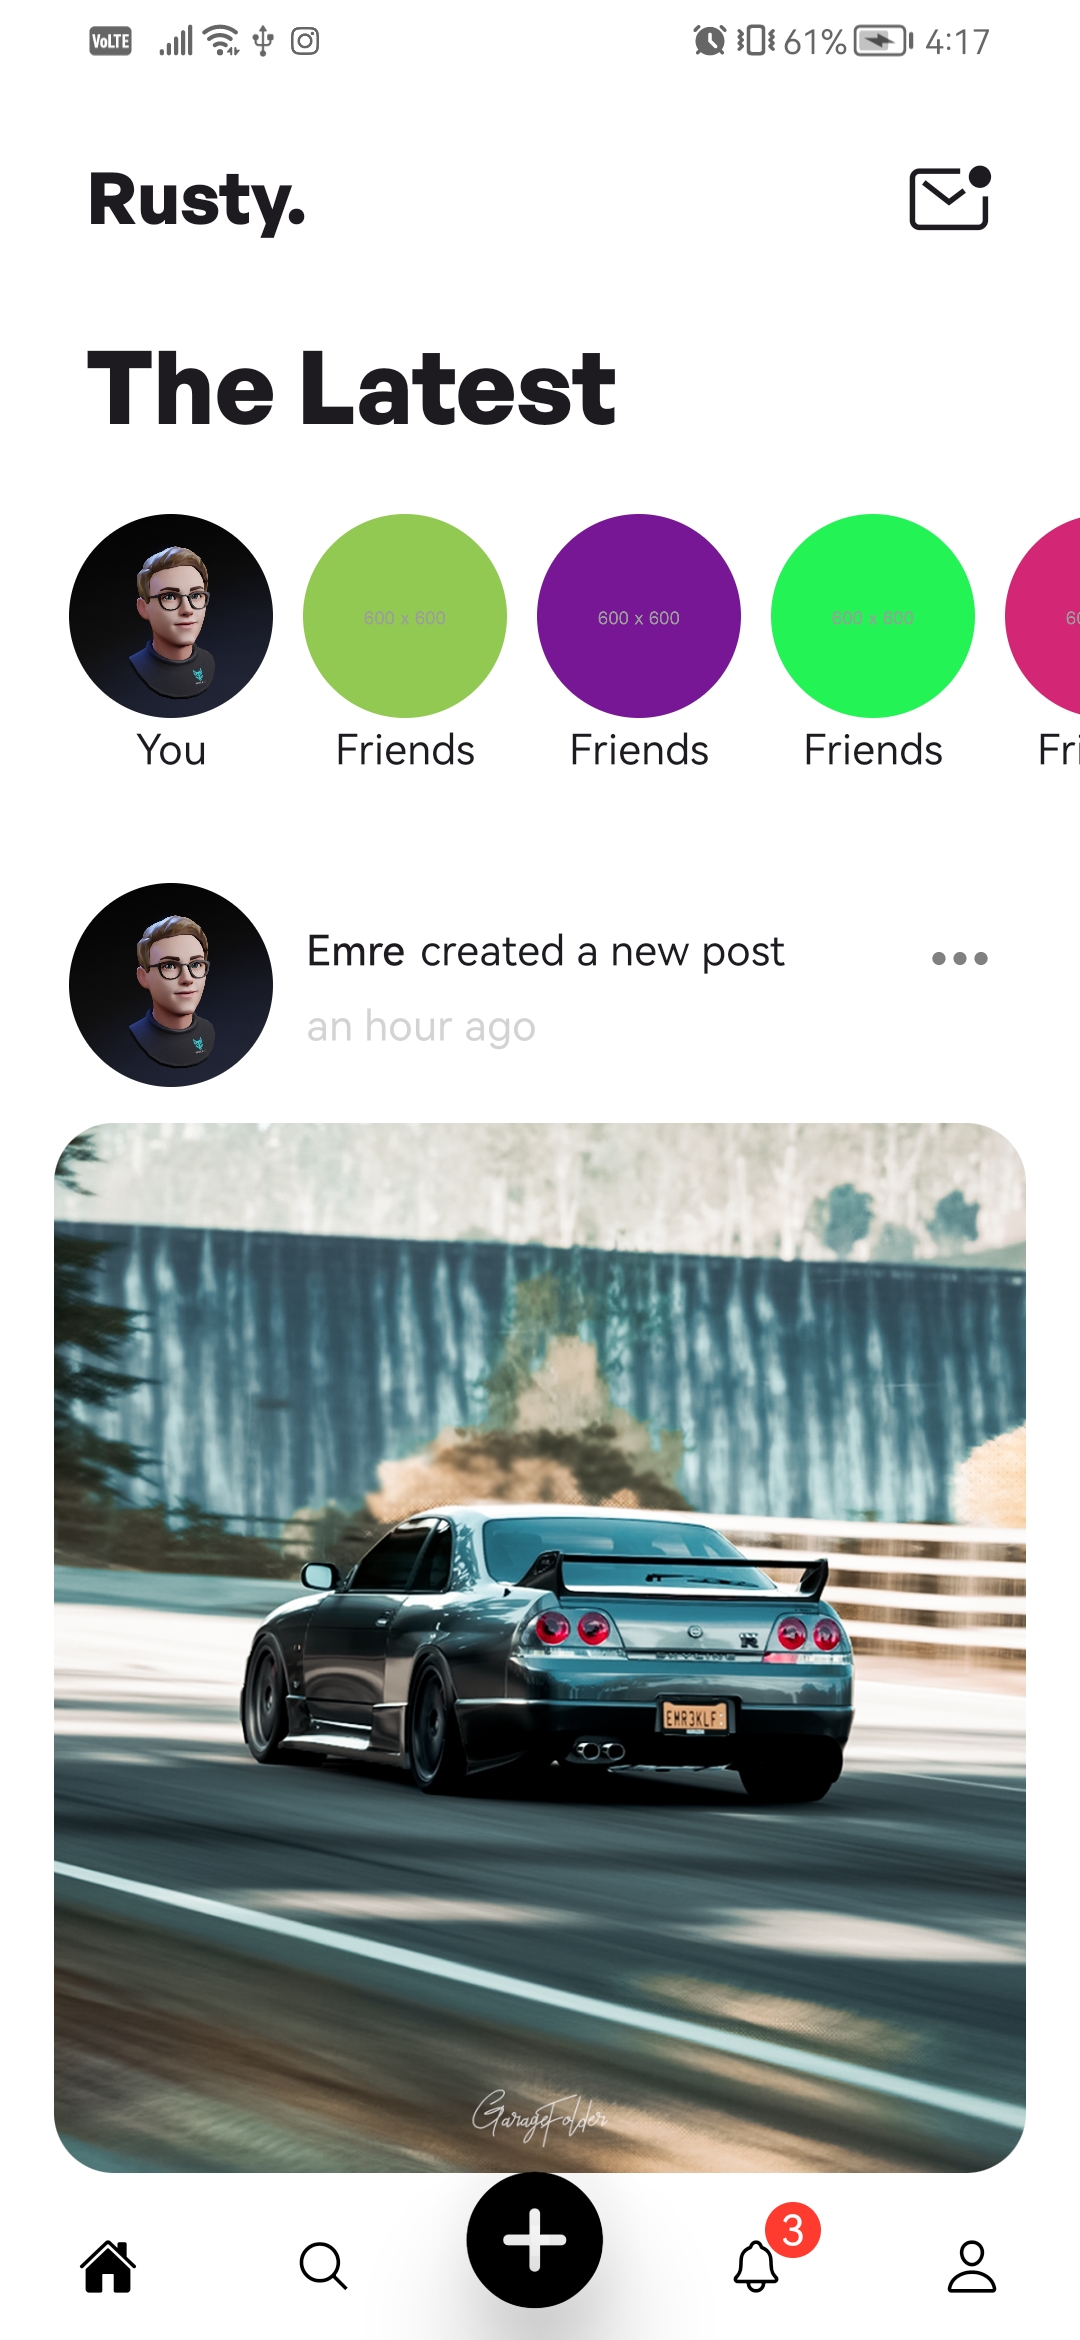 VoLTE 61% 4:17
Rusty.
The Latest
600 x 600 600 x 600 600 x 600 60
You Friends Friends Friends Fri
Emre created a new post
an hour ago
SKYLINE
EMR3KLF
GarageFolder
3